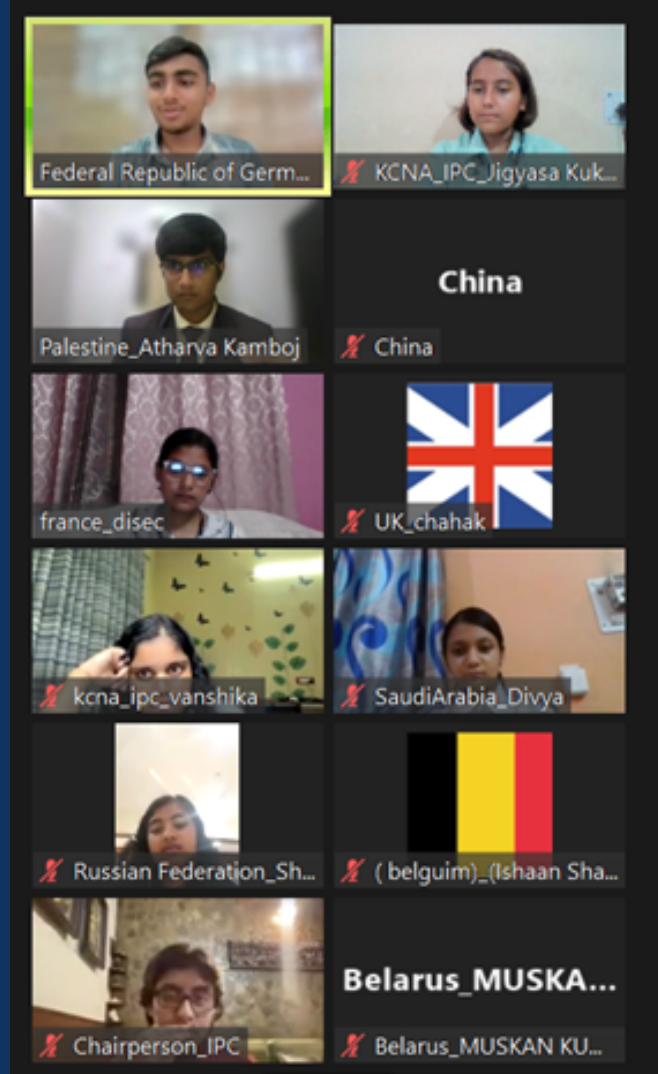 Federal Republic of Germ...
KCNA_IPC_Jigyasa Kuk...
Palestine_Atharva Kamboj
China
China
france_disec
UK_chahak
kcna_ipc_vanshika
SaudiArabia_Divya
Russian Federation_Sh...
( belguim)_(Ishaan Sha...
Chairperson_IPC
Belarus_MUSKA...
Belarus_MUSKAN KU...